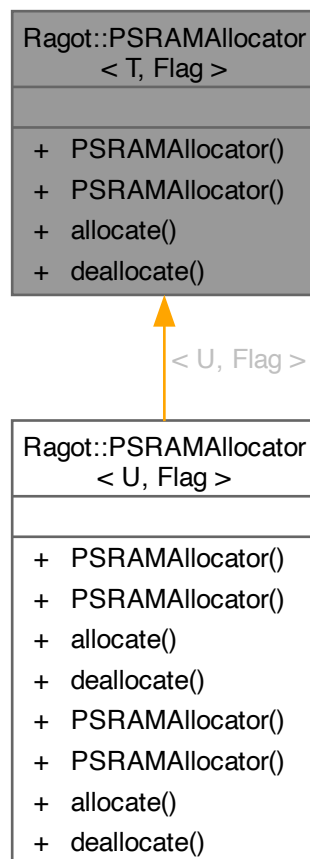 Ragot::PSRAMAllocator
< T, Flag >
+ PSRAMAllocator()
+ PSRAMAllocator()
+ allocate()
+ deallocate()
< U, Flag >
Ragot::PSRAMAllocator
< U, Flag >
+ PSRAMAllocator()
+ PSRAMAllocator()
+ allocate()
+ deallocate()
+ PSRAMAllocator()
+ PSRAMAllocator()
+ allocate()
+ deallocate()